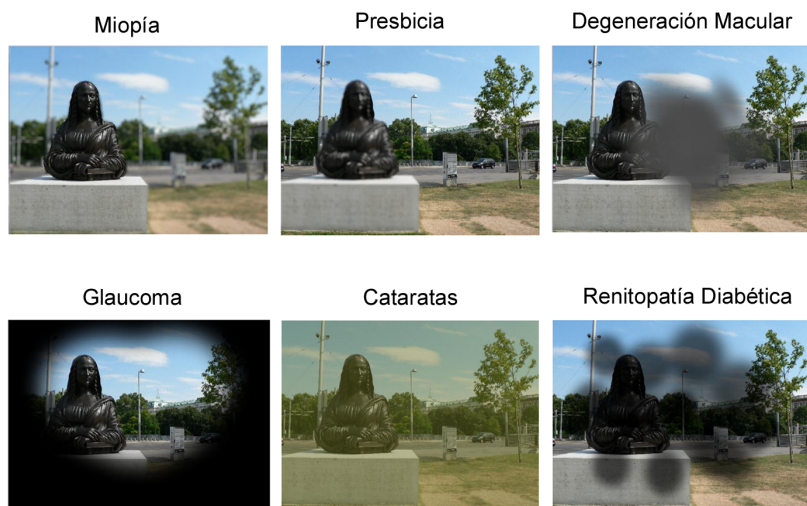 Miopía
Presbicia
Degeneración Macular
Glaucoma
Cataratas
Renitopatía Diabética